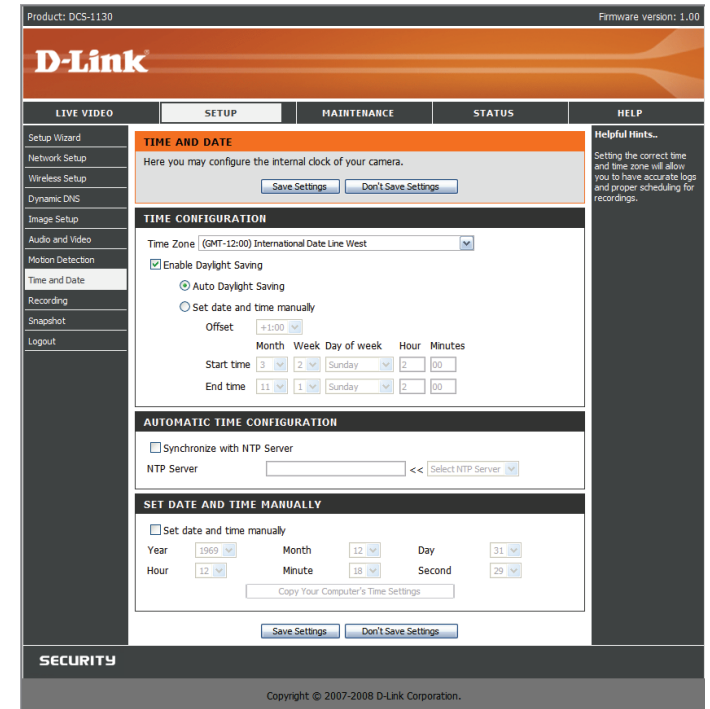 Product: DCS-1130 Firmware version: 1.00
D-Link
LIVE VIDEO SETUP MAINTENANCE STATUS HELP
Setup Wizard
Network Setup
Wireless Setup
Dynamic DNS
Image Setup
Audio and Video
Motion Detection
Time and Date
Recording
Snapshot
Logout
TIME AND DATE
Here you may configure the internal clock of your camera.
Save Settings Don't Save Settings
TIME CONFIGURATION
Time Zone (GMT-12:00) International Date Line West
Enable Daylight Saving
Auto Daylight Saving
Set date and time manually
Offset +1:00
Month Week Day of week Hour Minutes
Start time 3 2 Sunday 2 00
End time 11 1 Sunday 2 00
AUTOMATIC TIME CONFIGURATION
Synchronize with NTP Server
NTP Server << Select NTP Server
SET DATE AND TIME MANUALLY
Set date and time manually
Year 1969 Month 12 Day 31
Hour 12 Minute 18 Second 29
Copy Your Computer's Time Settings
Save Settings Don't Save Settings
Helpful Hints..
Setting the correct time
and time zone will allow
you to have accurate logs
and proper scheduling for
recordings.
SECURITY
Copyright © 2007-2008 D-Link Corporation.